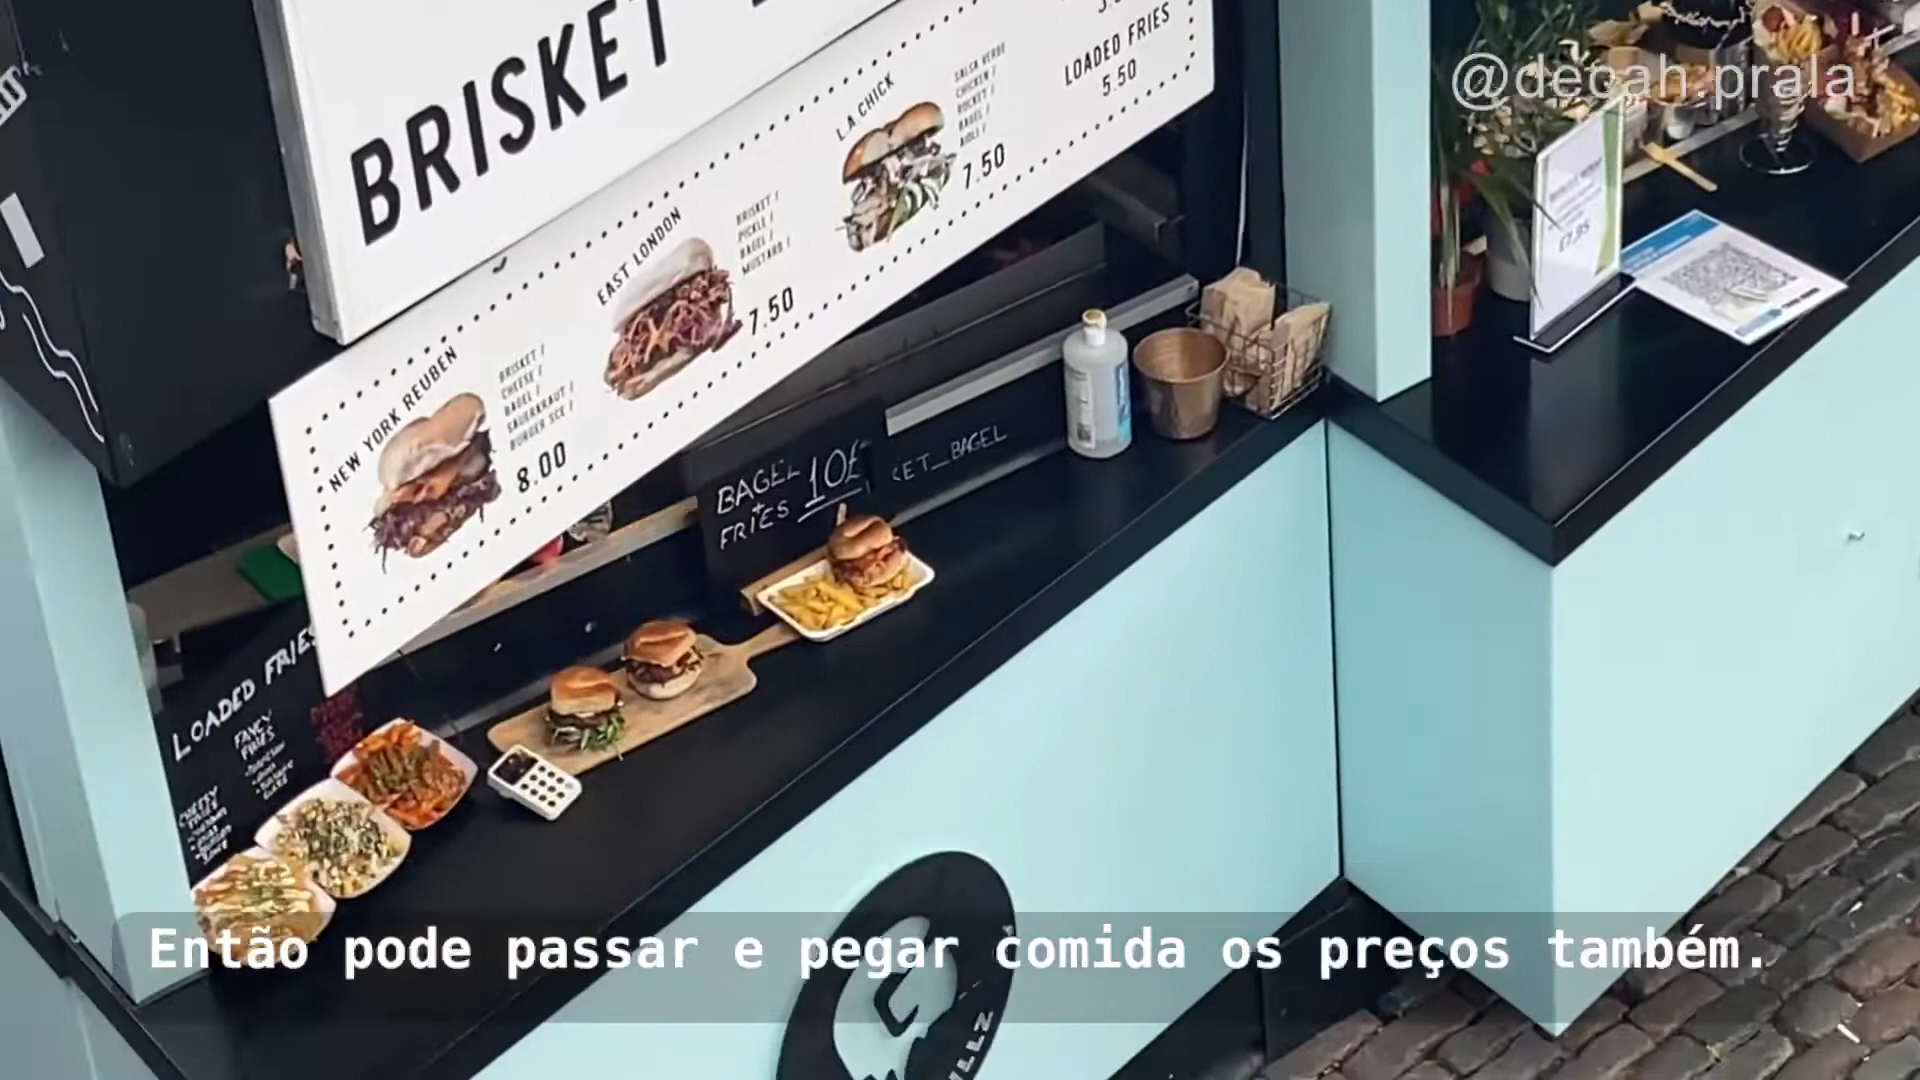 @decah.prala
BRISKET
LOADED FRIES
5.50
L.A CHICK
SALSA VERDE
CHICKEN /
ROCKET /
BAGEL /
AIOLI /
7.50
EAST LONDON
BRISKET /
PICKLE /
BAGEL /
MUSTARD /
7.50
NEW YORK REUBEN
BRISKET /
CHEESE /
BAGEL /
SAUERKRAUT /
BURGER SCE /
8.00
£7.95
BAGEL
+
FRIES
10£
KET_BAGEL
LOADED FRIES
FANCY
FRIES
CHEESY
FRIES
Então pode passar e pegar comida os preços também.